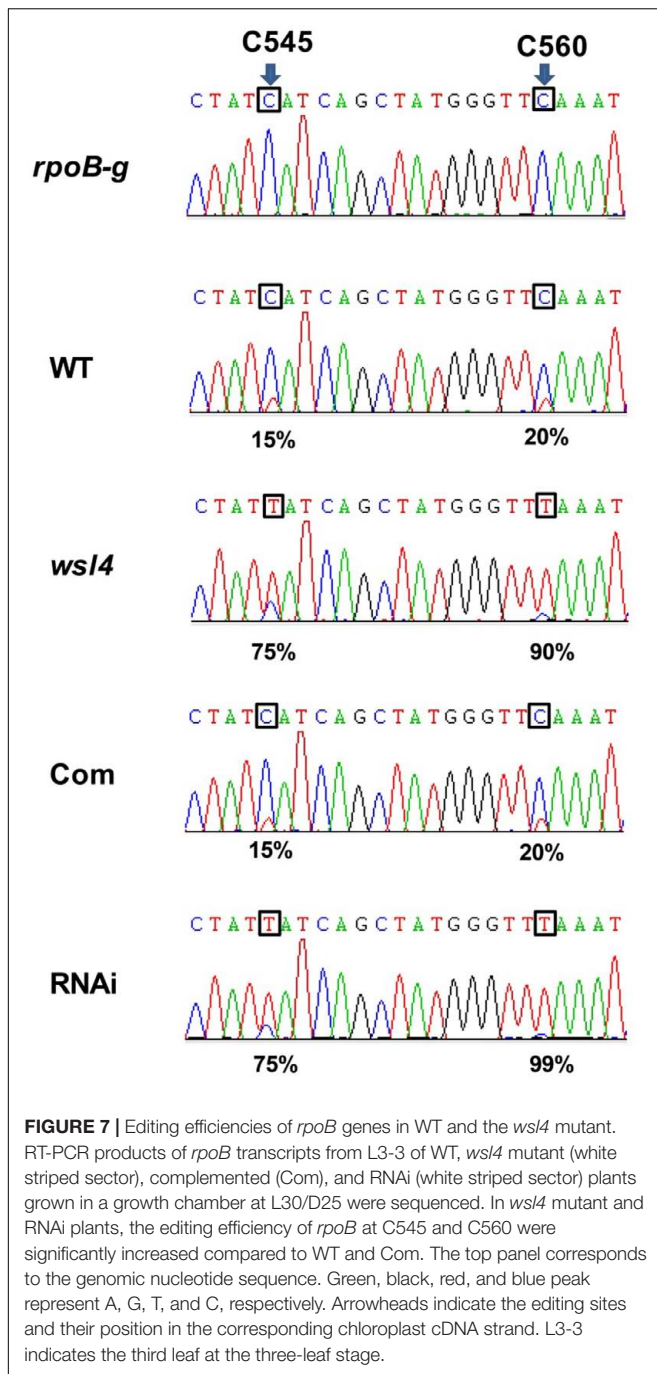 C545 C560
C T A T C A T C A G C T A T G G G T T C A A A T
rpoB-g
C T A T C A T C A G C T A T G G G T T C A A A T
WT
15% 20%
C T A T T A T C A G C T A T G G G T T T A A A T
wsl4
75% 90%
C T A T C A T C A G C T A T G G G T T C A A A T
Com
15% 20%
C T A T T A T C A G C T A T G G G T T T A A A T
RNAi
75% 99%
FIGURE 7 | Editing efficiencies of rpoB genes in WT and the wsl4 mutant.
RT-PCR products of rpoB transcripts from L3-3 of WT, wsl4 mutant (white
striped sector), complemented (Com), and RNAi (white striped sector) plants
grown in a growth chamber at L30/D25 were sequenced. In wsl4 mutant and
RNAi plants, the editing efficiency of rpoB at C545 and C560 were
significantly increased compared to WT and Com. The top panel corresponds
to the genomic nucleotide sequence. Green, black, red, and blue peak
represent A, G, T, and C, respectively. Arrowheads indicate the editing sites
and their position in the corresponding chloroplast cDNA strand. L3-3
indicates the third leaf at the three-leaf stage.